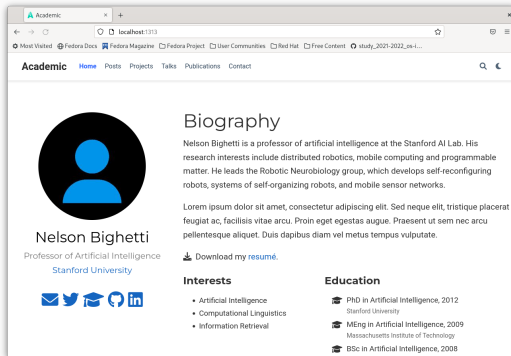 Academic
localhost:1313
Most Visited Fedora Docs Fedora Magazine Fedora Project User Communities Red Hat Free Content study_2021-2022_os-i...
Academic Home Posts Projects Talks Publications Contact
Biography
Nelson Bighetti is a professor of artificial intelligence at the Stanford AI Lab. His
research interests include distributed robotics, mobile computing and programmable
matter. He leads the Robotic Neurobiology group, which develops self-reconfiguring
robots, systems of self-organizing robots, and mobile sensor networks.
Lorem ipsum dolor sit amet, consectetur adipiscing elit. Sed neque elit, tristique placerat
feugiat ac, facilisis vitae arcu. Proin eget egestas augue. Praesent ut sem nec arcu
pellentesque aliquet. Duis dapibus diam vel metus tempus vulputate.
Download my resumé.
Nelson Bighetti
Professor of Artificial Intelligence
Stanford University
Interests
Artificial Intelligence
Computational Linguistics
Information Retrieval
Education
PhD in Artificial Intelligence, 2012
Stanford University
MEng in Artificial Intelligence, 2009
Massachusetts Institute of Technology
BSc in Artificial Intelligence, 2008